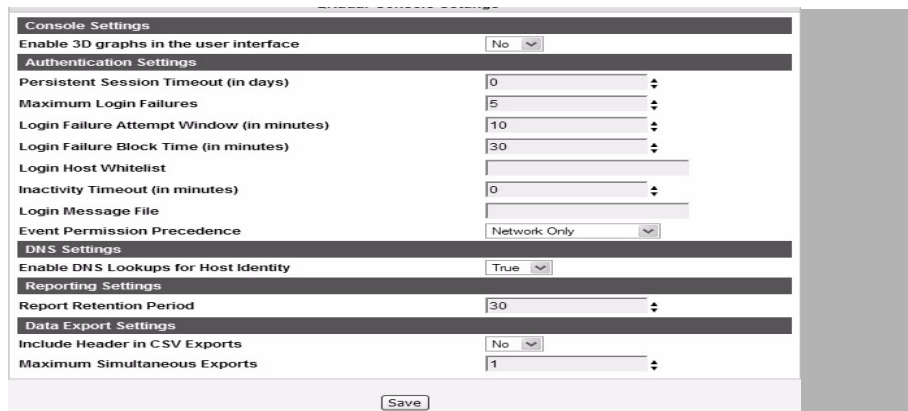 Console Settings
Enable 3D graphs in the user interface No
Authentication Settings
Persistent Session Timeout (in days) 0
Maximum Login Failures 5
Login Failure Attempt Window (in minutes) 10
Login Failure Block Time (in minutes) 30
Login Host Whitelist
Inactivity Timeout (in minutes) 0
Login Message File
Event Permission Precedence Network Only
DNS Settings
Enable DNS Lookups for Host Identity True
Reporting Settings
Report Retention Period 30
Data Export Settings
Include Header in CSV Exports No
Maximum Simultaneous Exports 1
Save